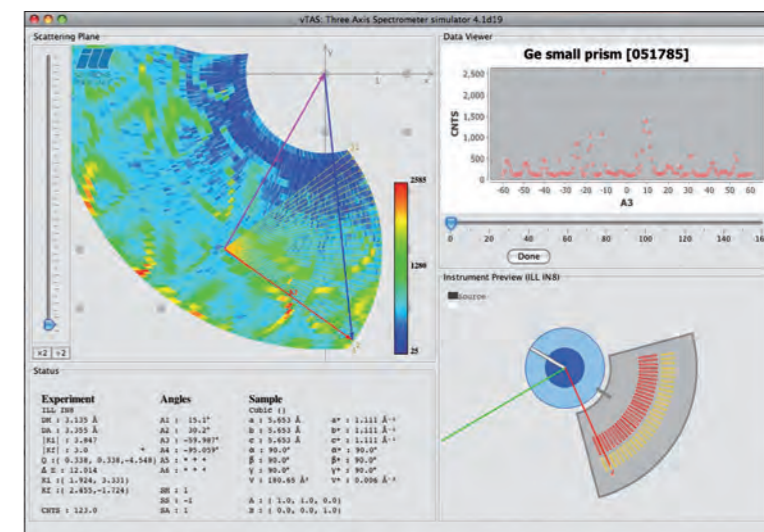 vTAS: Three Axis Spectrometer simulator 4.1d19
Scattering Plane
y
1
x
2585
1280
25
×2 ÷2
Data Viewer
Ge small prism [051785]
CNTS
2,500
2,000
1,500
1,000
500
0
-60 -50 -40 -30 -20 -10 0 10 20 30 40 50 60
A3
0 20 40 60 80 100 120 140 16
Done
Instrument Preview (ILL IN8)
source
Status
Experiment Angles Sample
ILL IN8 Cubic ()
DM : 3.135 Å A1 : 15.1° a : 5.653 Å a* : 1.111 Å⁻¹
DA : 3.355 Å A2 : 30.2° b : 5.653 Å b* : 1.111 Å⁻¹
|Ki| : 3.847 A3 : -59.987° c : 5.653 Å c* : 1.111 Å⁻¹
|Kf| : 3.0 * A4 : -95.059° α : 90.0° α* : 90.0°
Q :( 0.338, 0.338,-4.548) A5 : * * * β : 90.0° β* : 90.0°
Δ E : 12.014 A6 : * * * γ : 90.0° γ* : 90.0°
Ki : ( 1.924, 3.331) V : 180.65 Å³ V* : 0.006 Å⁻³
Kf : ( 2.455,-1.724) SM : 1
SS : -1 A : ( 1.0, 1.0, 0.0)
CNTS : 123.0 SA : 1 B : ( 0.0, 0.0, 1.0)